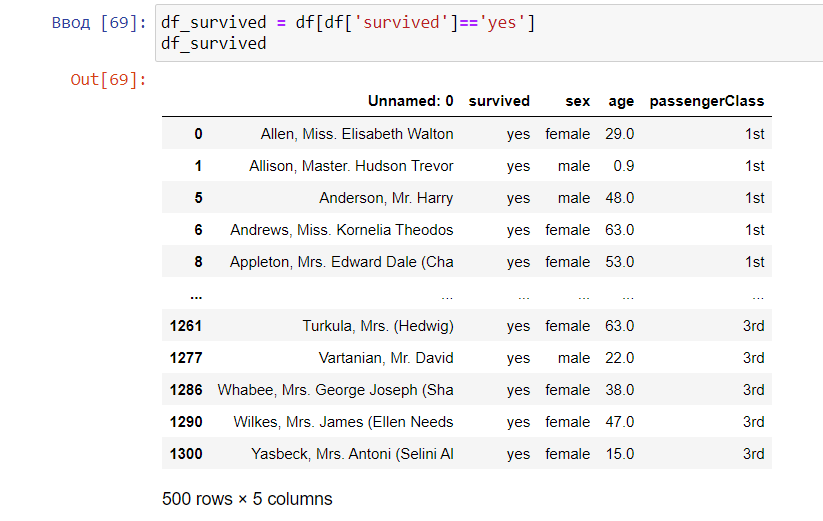 Ввод [69]: df_survived = df[df['survived']=='yes']
df_survived
Out[69]:
Unnamed: 0 survived sex age passengerClass
0 Allen, Miss. Elisabeth Walton yes female 29.0 1st
1 Allison, Master. Hudson Trevor yes male 0.9 1st
5 Anderson, Mr. Harry yes male 48.0 1st
6 Andrews, Miss. Kornelia Theodos yes female 63.0 1st
8 Appleton, Mrs. Edward Dale (Cha yes female 53.0 1st
... ... ... ... ... ...
1261 Turkula, Mrs. (Hedwig) yes female 63.0 3rd
1277 Vartanian, Mr. David yes male 22.0 3rd
1286 Whabee, Mrs. George Joseph (Sha yes female 38.0 3rd
1290 Wilkes, Mrs. James (Ellen Needs yes female 47.0 3rd
1300 Yasbeck, Mrs. Antoni (Selini Al yes female 15.0 3rd
500 rows × 5 columns